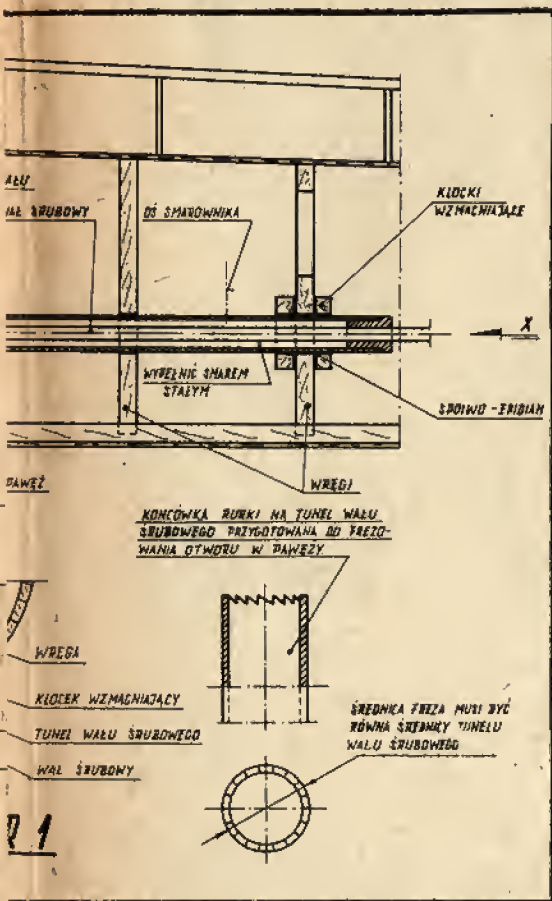 KLOCKI
WZMACNIAJĄCE
WAŁU
WAŁ ŚRUBOWY
OŚ SMAROWNIKA
X
WYPEŁNIĆ SMAREM
STAŁYM
SPOIWO - EPIDIAN
WRĘGI
PAWĘŻ
KOŃCÓWKA RURKI NA TUNEL WAŁU
ŚRUBOWEGO PRZYGOTOWANA DO FREZO-
WANIA OTWORU W PAWĘŻY
WRĘGA
KLOCEK WZMACNIAJĄCY
TUNEL WAŁU ŚRUBOWEGO
WAŁ ŚRUBOWY
ŚREDNICA FREZA MUSI BYĆ
RÓWNA ŚREDNICY TUNELU
WAŁU ŚRUBOWEGO
R 1